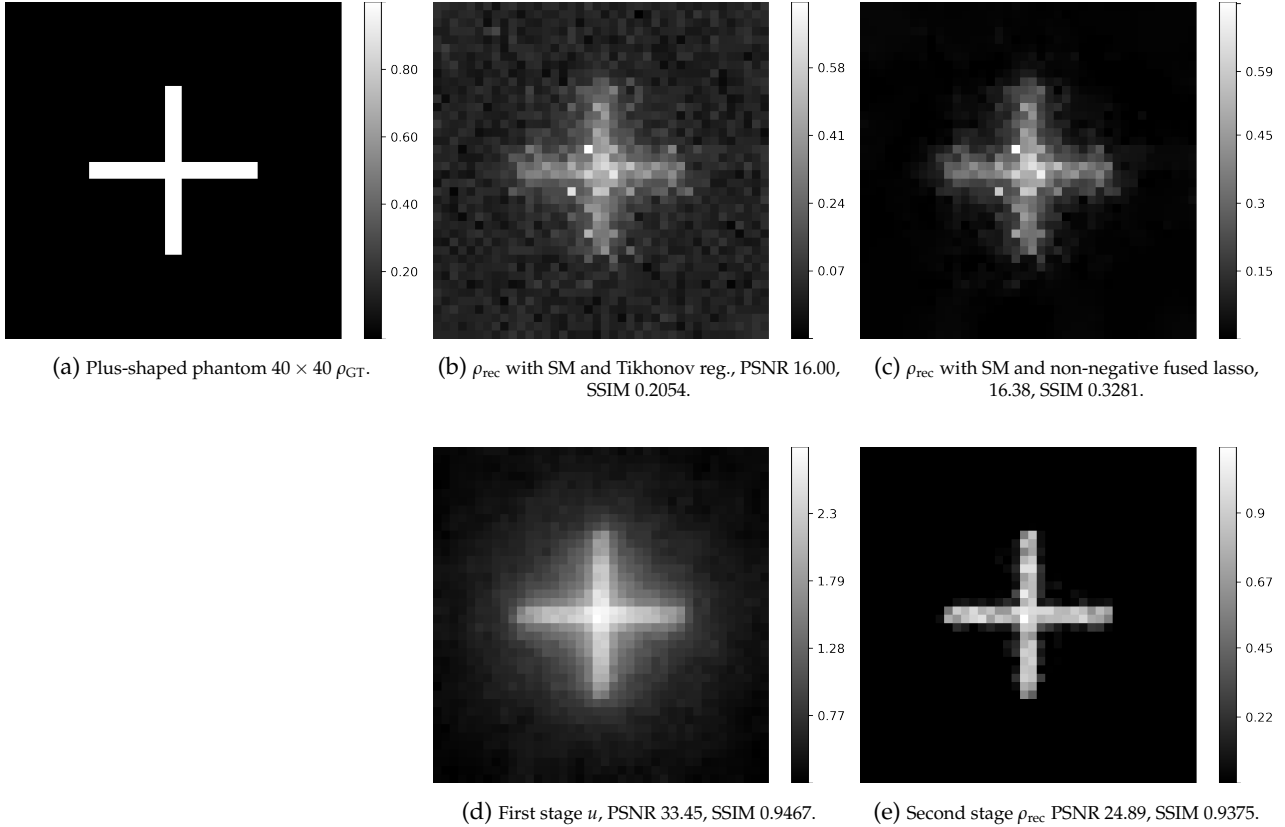 0.80
0.60
0.40
0.20
0.58
0.41
0.24
0.07
0.59
0.45
0.3
0.15
(a) Plus-shaped phantom 40 × 40 ρGT.
(b) ρrec with SM and Tikhonov reg., PSNR 16.00,
SSIM 0.2054.
(c) ρrec with SM and non-negative fused lasso,
16.38, SSIM 0.3281.
2.3
1.79
1.28
0.77
0.9
0.67
0.45
0.22
(d) First stage u, PSNR 33.45, SSIM 0.9467.
(e) Second stage ρrec PSNR 24.89, SSIM 0.9375.